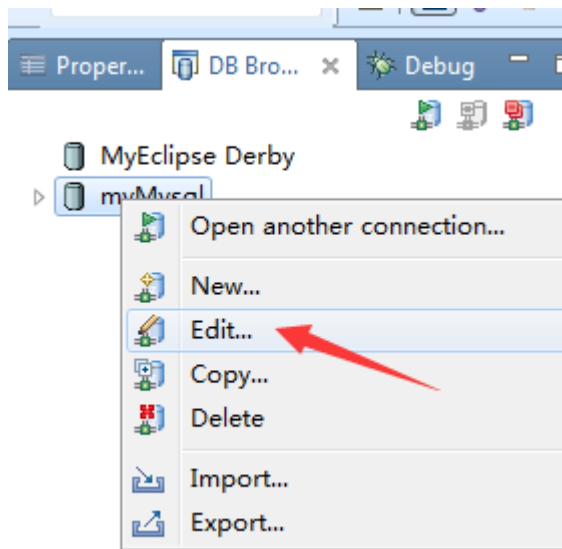 Proper... DB Bro... Debug
MyEclipse Derby
myMysql
Open another connection...
New...
Edit...
Copy...
Delete
Import...
Export...